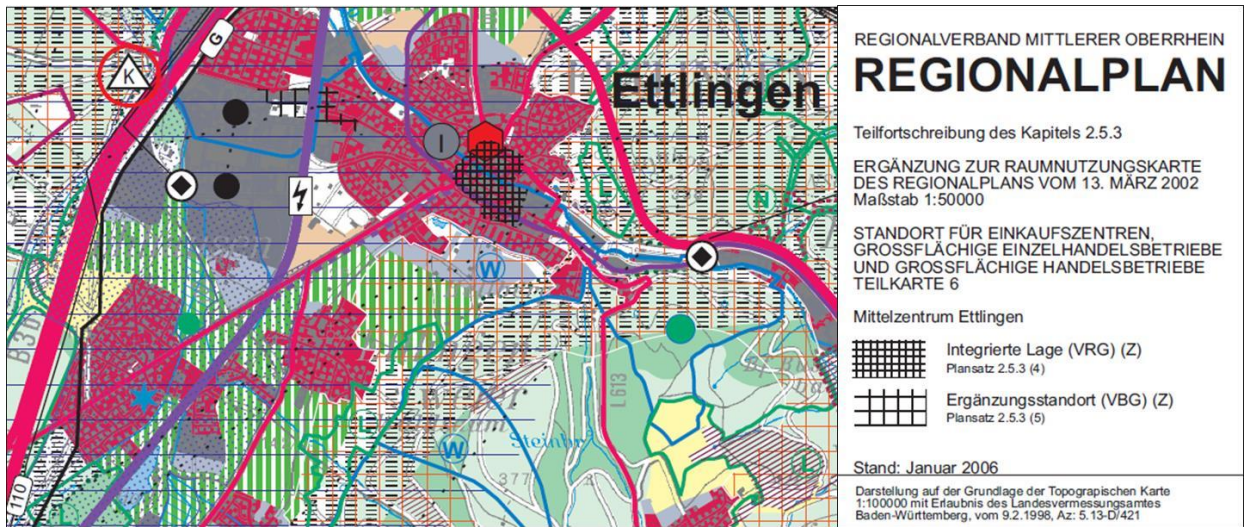 G
K
Ettlingen
I
L
N
W
B3b
L613
W
Steinbr.
377
L
L
110
REGIONALVERBAND MITTLERER OBERRHEIN
REGIONALPLAN
Teilfortschreibung des Kapitels 2.5.3
ERGÄNZUNG ZUR RAUMNUTZUNGSKARTE
DES REGIONALPLANS VOM 13. MÄRZ 2002
Maßstab 1:50000
STANDORT FÜR EINKAUFSZENTREN,
GROSSFLÄCHIGE EINZELHANDELSBETRIEBE
UND GROSSFLÄCHIGE HANDELSBETRIEBE
TEILKARTE 6
Mittelzentrum Ettlingen
Integrierte Lage (VRG) (Z)
Plansatz 2.5.3 (4)
Ergänzungsstandort (VBG) (Z)
Plansatz 2.5.3 (5)
Stand: Januar 2006
Darstellung auf der Grundlage der Topograpischen Karte
1:100000 mit Erlaubnis des Landesvermessungsamtes
Baden-Württemberg, vom 9.2.1998, Az: 5.13-D/421